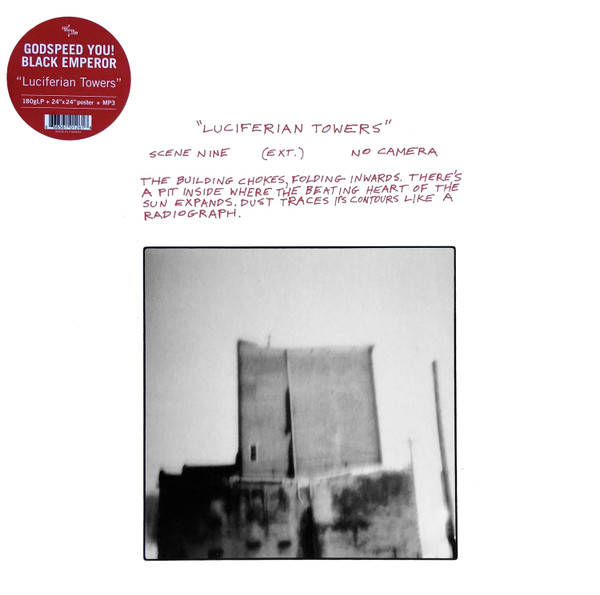 GODSPEED YOU!
BLACK EMPEROR
“Luciferian Towers”
180gLP + 24"x24" poster + MP3
"LUCIFERIAN TOWERS"
SCENE NINE (EXT.) NO CAMERA
THE BUILDING CHOKES, FOLDING INWARDS. THERE'S
A PIT INSIDE WHERE THE BEATING HEART OF THE
SUN EXPANDS. DUST TRACES ITS CONTOURS LIKE A
RADIOGRAPH.